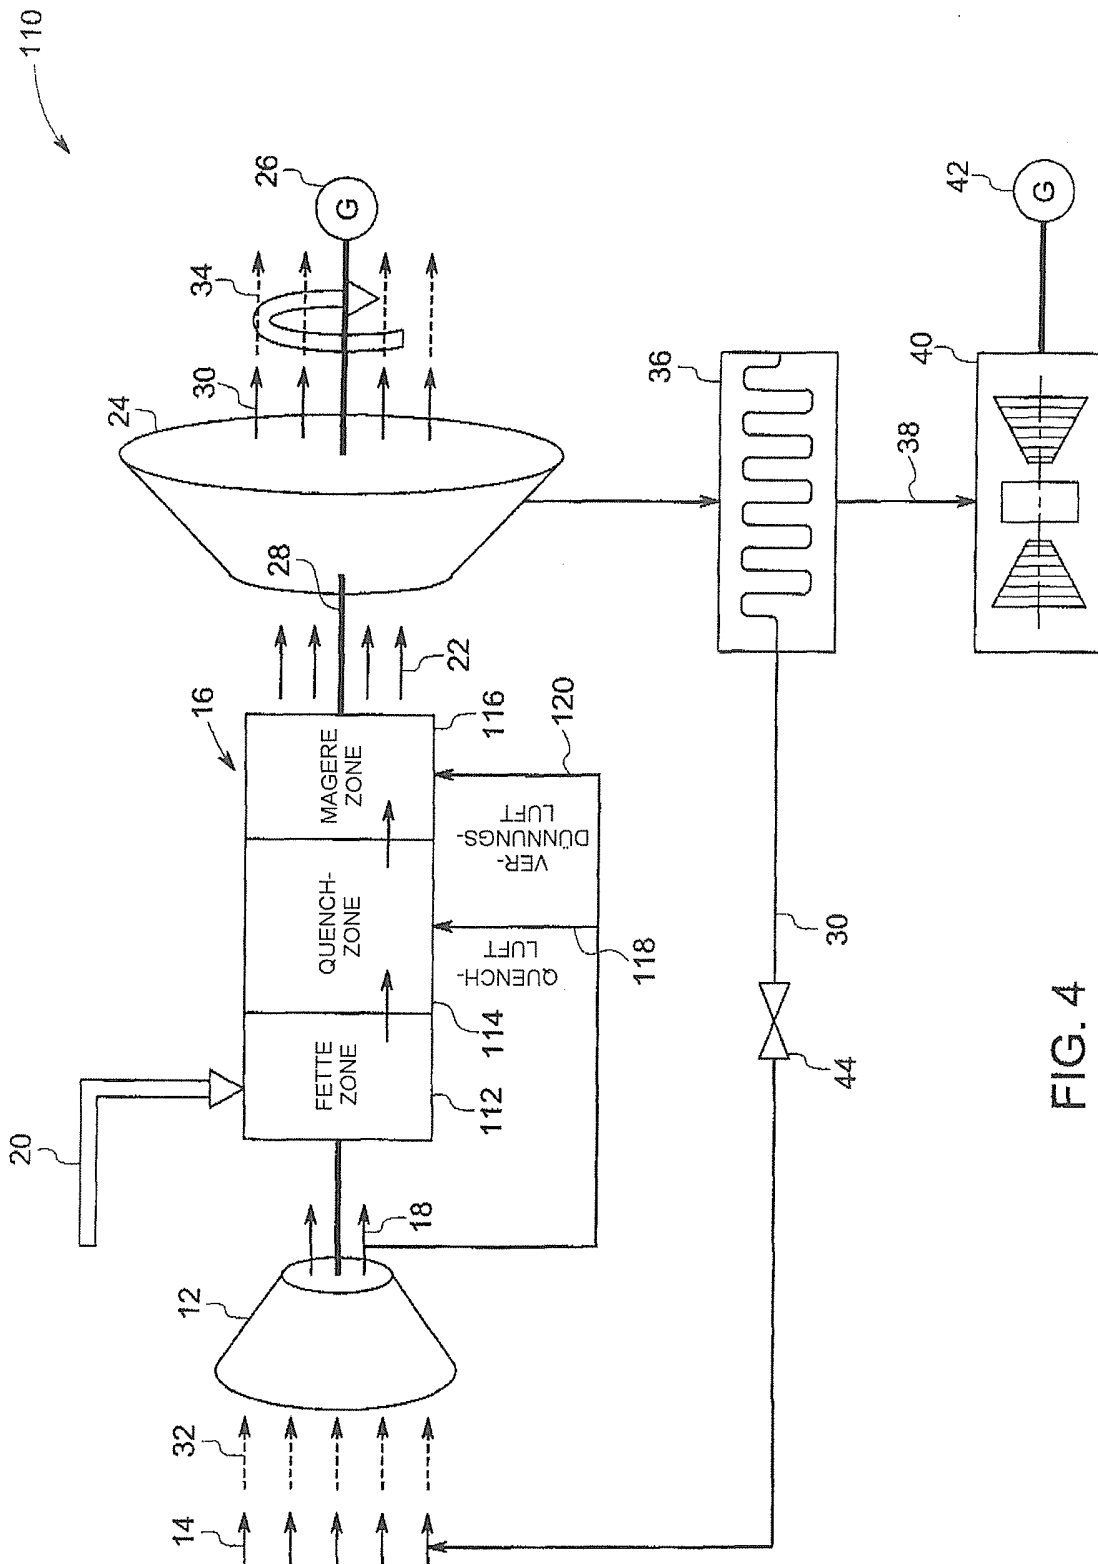 110
26
G
34
30
24
28
22
16
MAGERE
ZONE
116
120
QUENCH-
ZONE
VER-
DÜNNUNGS-
LUFT
QUENCH-
LUFT
118
114
FETTE
ZONE
112
20
18
12
32
14
36
38
40
42
G
30
44
FIG. 4